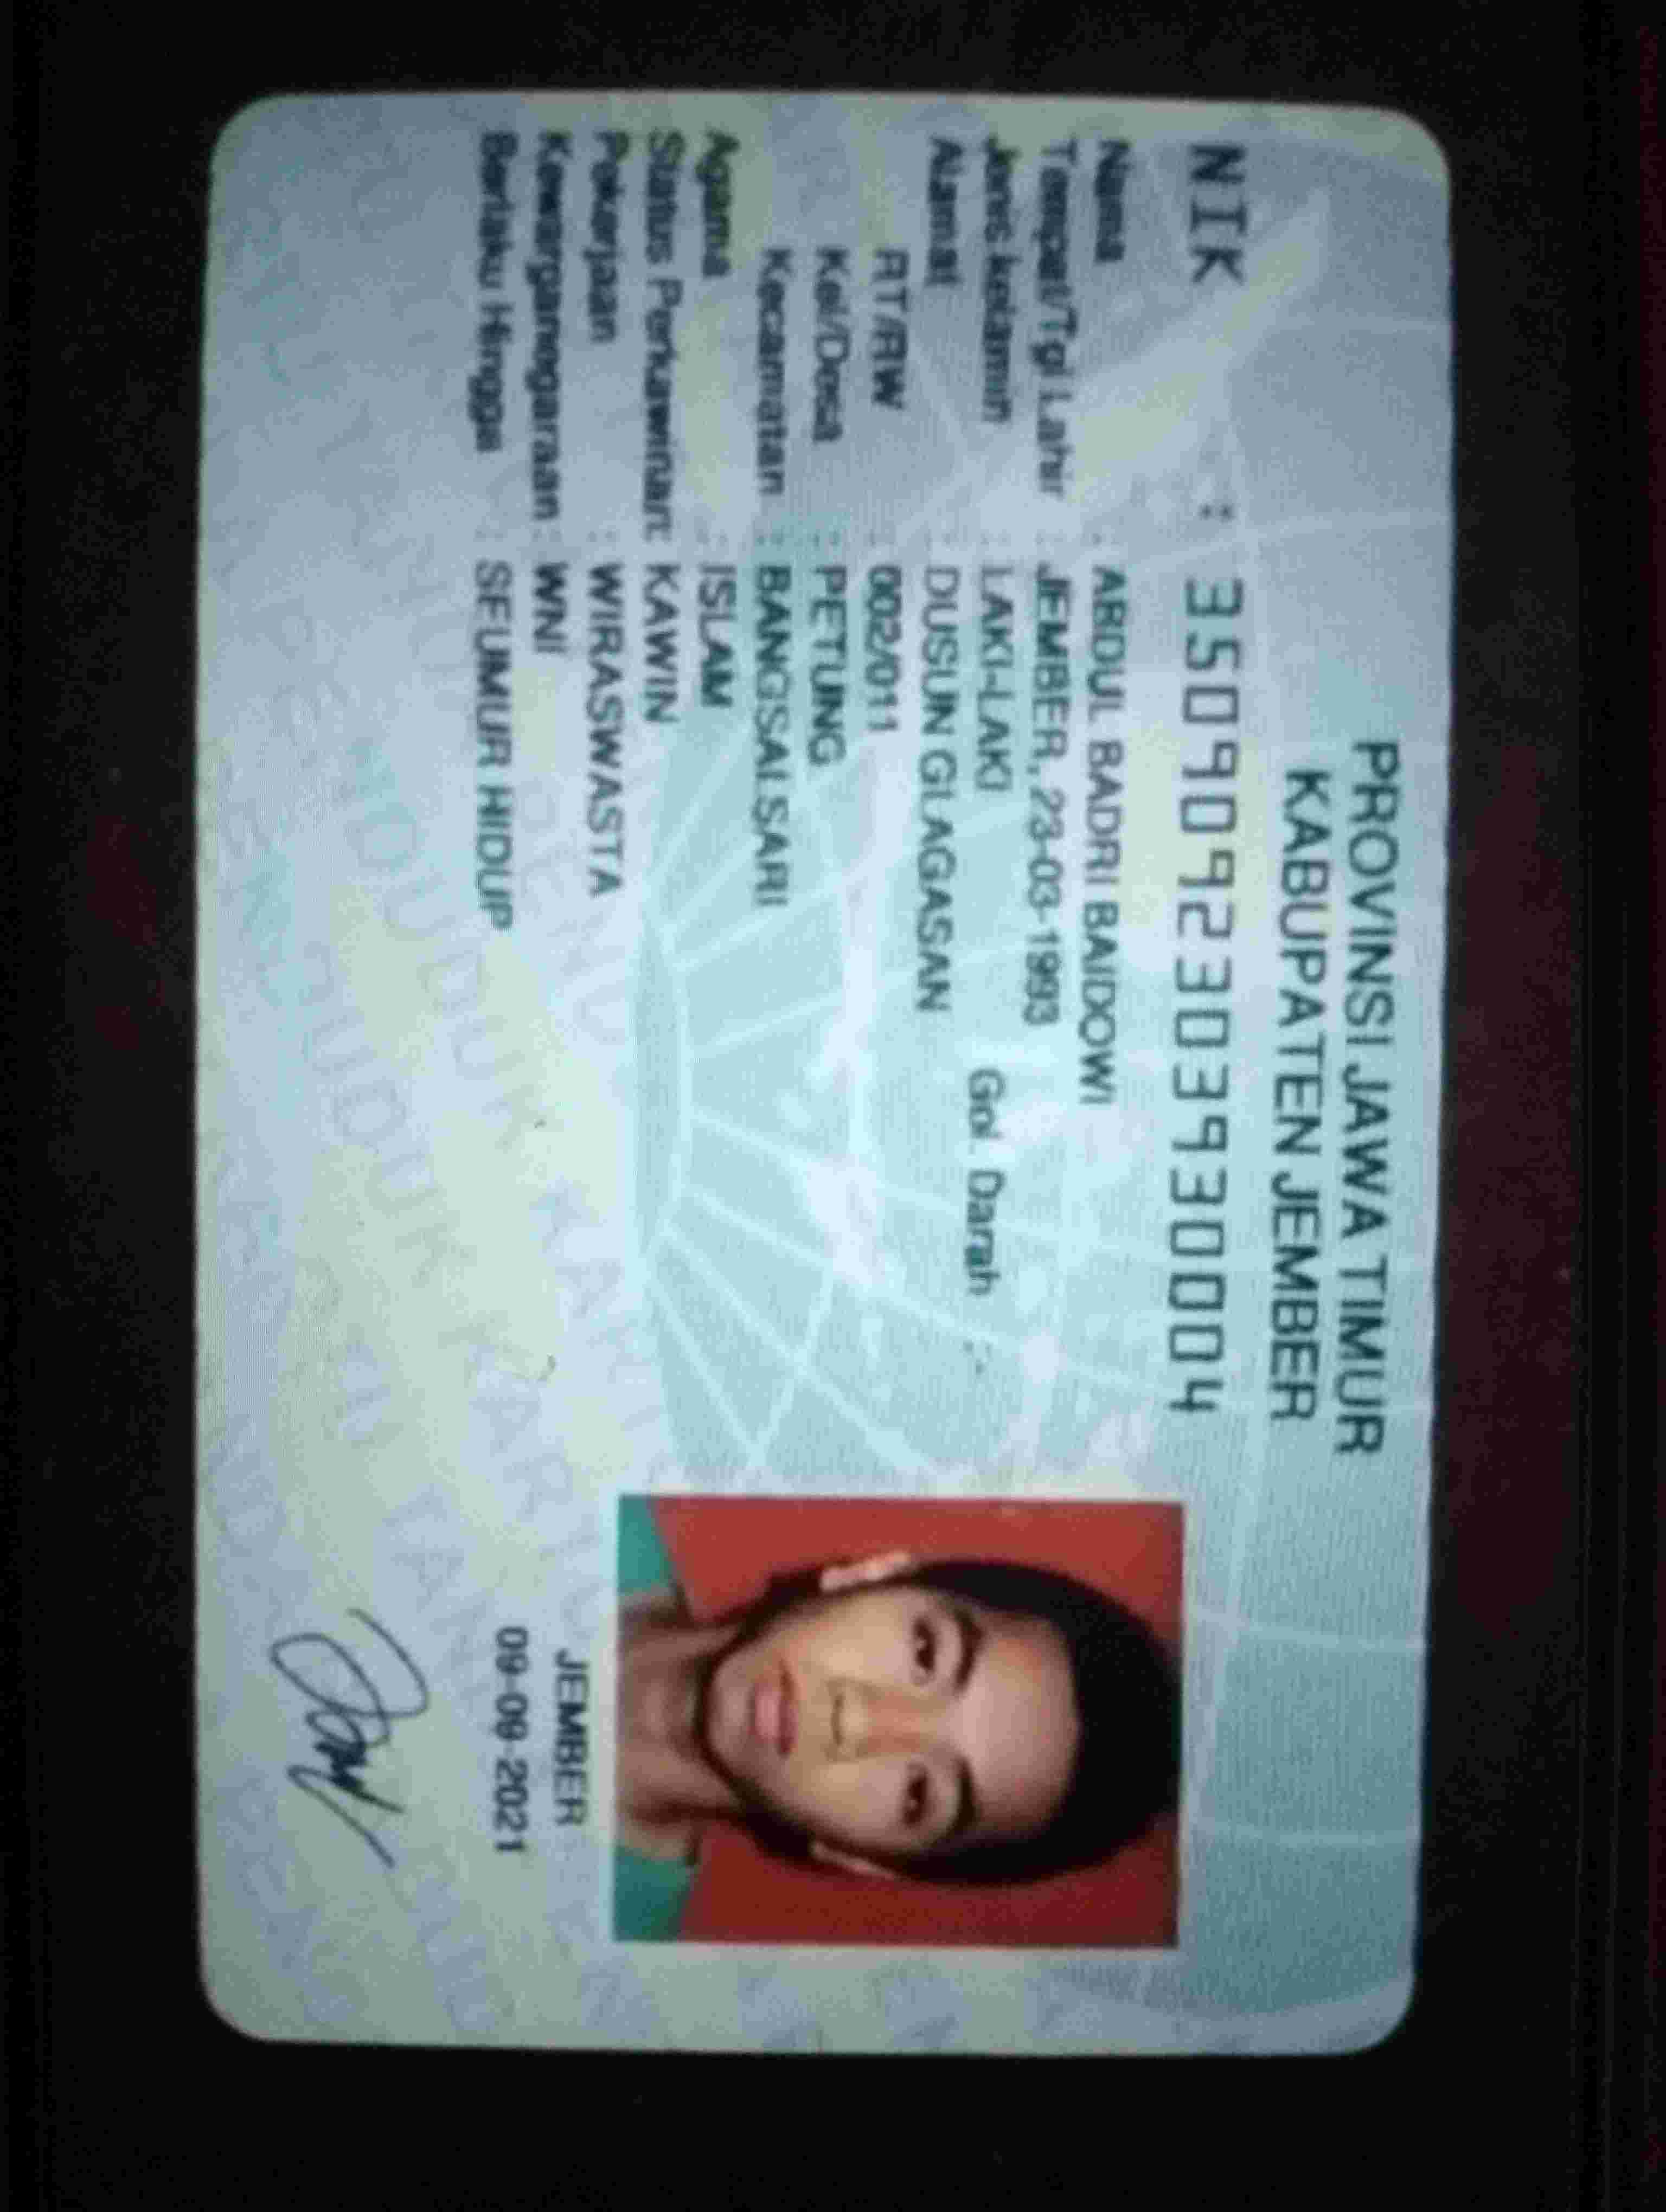 PROVINSI JAWA TIMUR
KABUPATEN JEMBER
NIK : 3509092303930004
Nama : ABDUL BADRI BAIDOWI
Tempat/Tgl Lahir : JEMBER, 23-03-1993
Jenis kelamin : LAKI-LAKI Gol. Darah : -
Alamat : DUSUN GLAGASAN
RT/RW : 002/011
Kel/Desa : PETUNG
Kecamatan : BANGSALSARI
Agama : ISLAM
Status Perkawinan: KAWIN
Pekerjaan : WIRASWASTA
Kewarganegaraan : WNI
Berlaku Hingga : SEUMUR HIDUP
JEMBER
09-09-2021